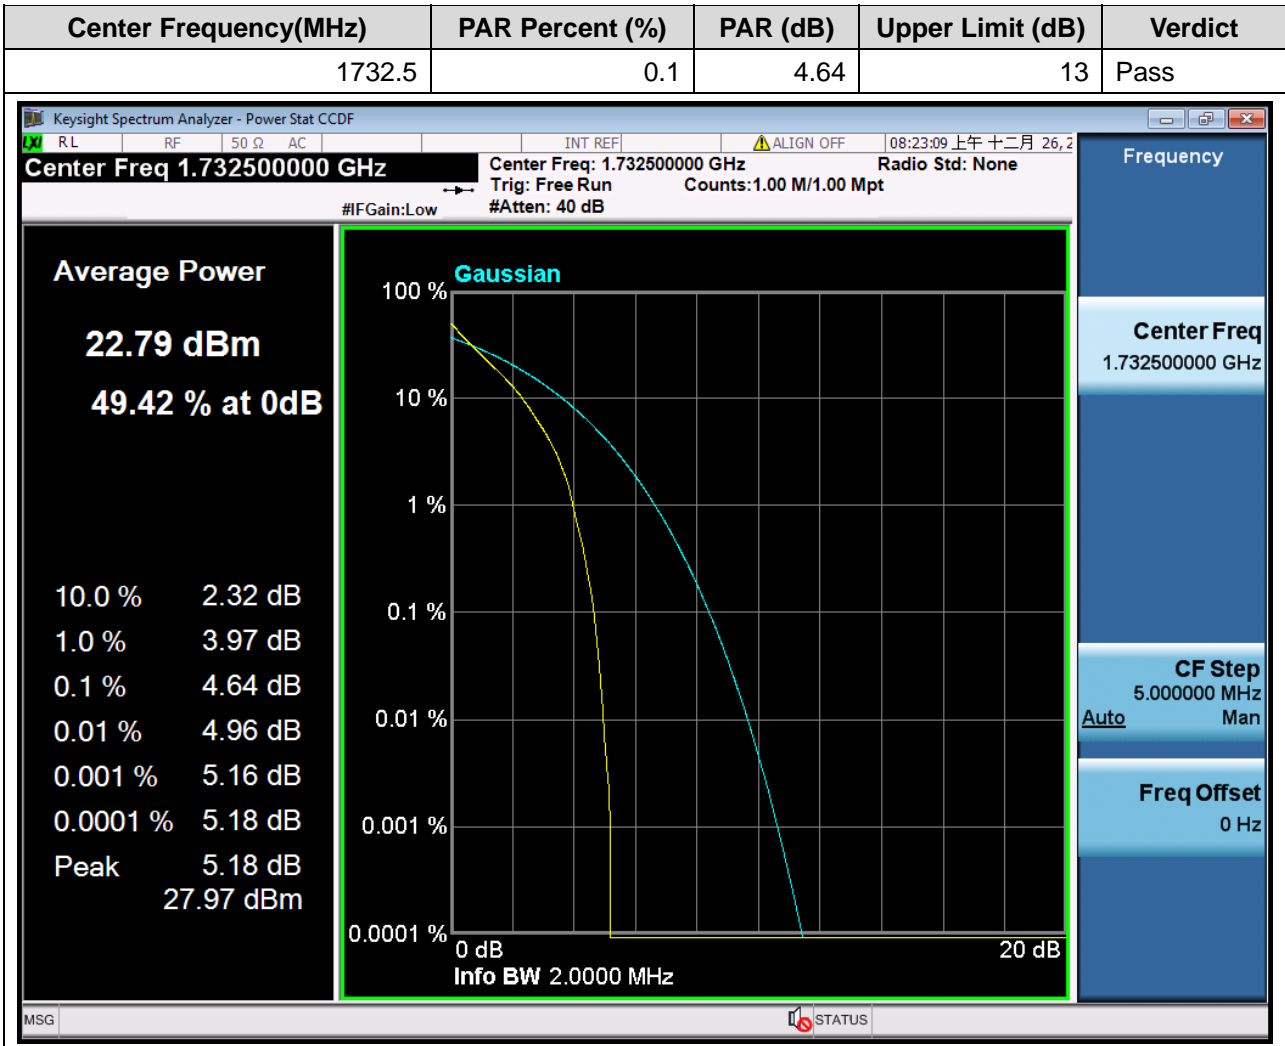 Center Frequency(MHz) PAR Percent (%) PAR (dB) Upper Limit (dB) Verdict
1732.5 0.1 4.64 13 Pass
Keysight Spectrum Analyzer - Power Stat CCDF
LXI RL RF 50 Ω AC INT REF ALIGN OFF 08:23:09 上午 十二月 26, 2
Center Freq 1.732500000 GHz Center Freq: 1.732500000 GHz Radio Std: None
Trig: Free Run Counts:1.00 M/1.00 Mpt
#IFGain:Low #Atten: 40 dB
Frequency
Average Power
22.79 dBm
49.42 % at 0dB
10.0 % 2.32 dB
1.0 % 3.97 dB
0.1 % 4.64 dB
0.01 % 4.96 dB
0.001 % 5.16 dB
0.0001 % 5.18 dB
Peak 5.18 dB
27.97 dBm
Gaussian
100 %
10 %
1 %
0.1 %
0.01 %
0.001 %
0.0001 %
0 dB 20 dB
Info BW 2.0000 MHz
Center Freq
1.732500000 GHz
CF Step
5.000000 MHz
Auto Man
Freq Offset
0 Hz
MSG STATUS